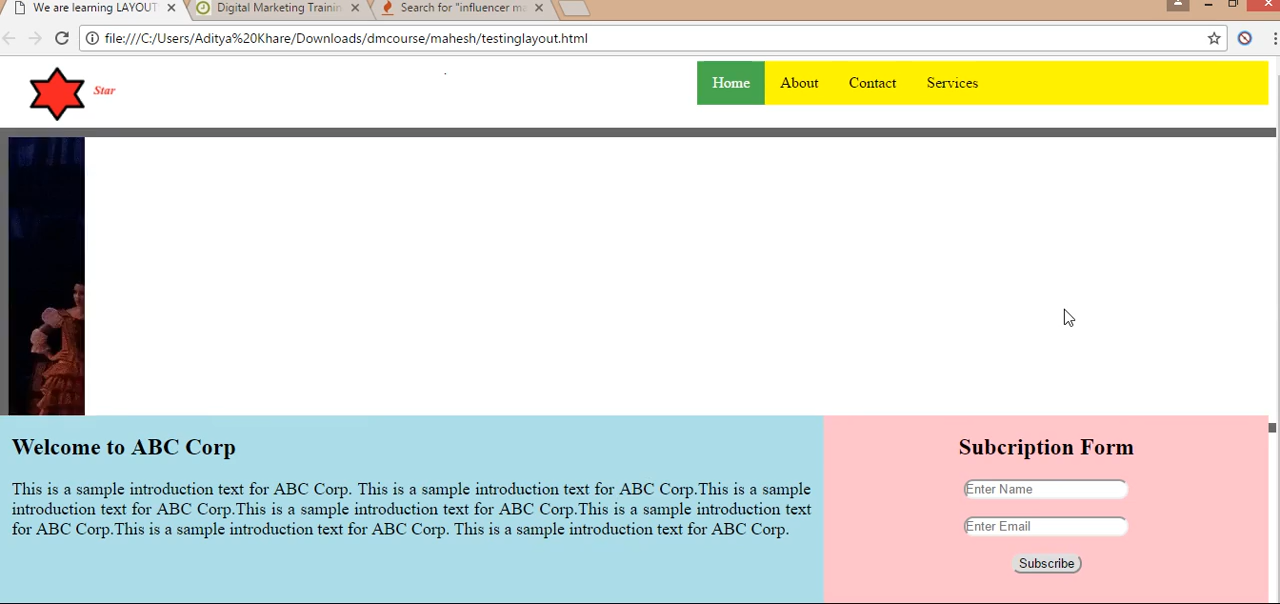 We are learning LAYOUT
Digital Marketing Trainin
Search for "influencer ma
file:///C:/Users/Aditya%20Khare/Downloads/dmcourse/mahesh/testinglayout.html
Star
Home About Contact Services
Welcome to ABC Corp
This is a sample introduction text for ABC Corp. This is a sample introduction text for ABC Corp.This is a sample
introduction text for ABC Corp.This is a sample introduction text for ABC Corp.This is a sample introduction text
for ABC Corp.This is a sample introduction text for ABC Corp. This is a sample introduction text for ABC Corp.
Subcription Form
Enter Name
Enter Email
Subscribe